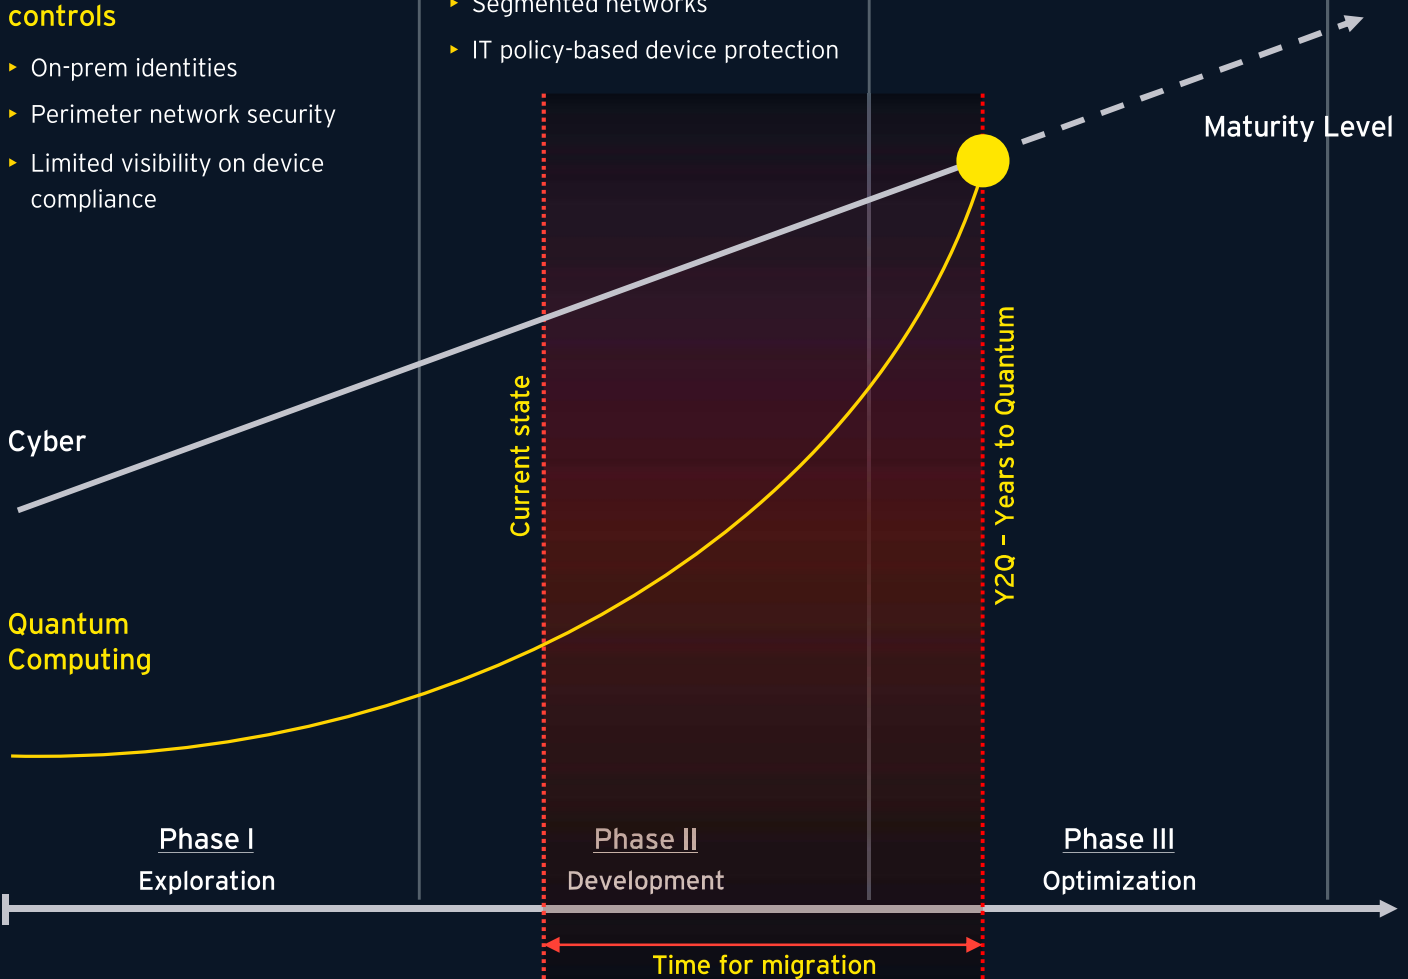 controls
On-prem identities
Perimeter network security
Limited visibility on device
compliance
Segmented networks
IT policy-based device protection
Maturity Level
Cyber
Current state
Y2Q – Years to Quantum
Quantum
Computing
Phase I
Exploration
Phase II
Development
Phase III
Optimization
Time for migration